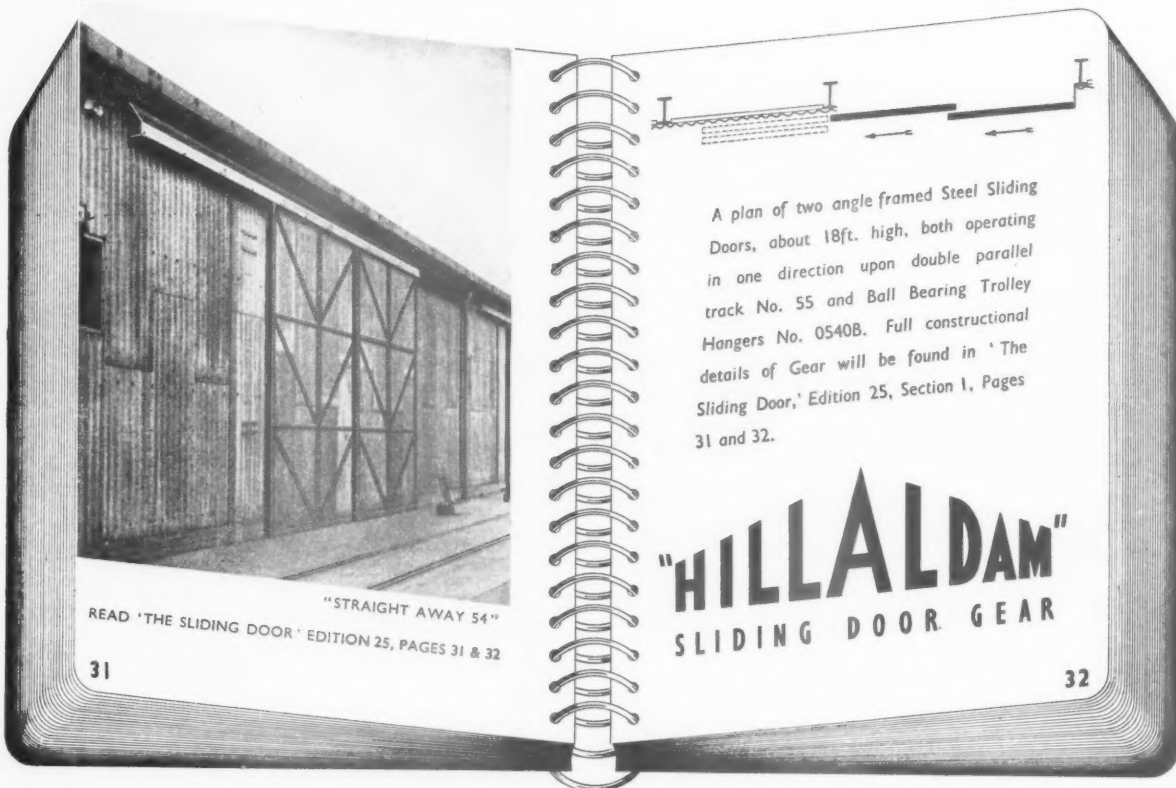 "STRAIGHT AWAY 54"
READ 'THE SLIDING DOOR' EDITION 25, PAGES 31 & 32
31
A plan of two angle framed Steel Sliding
Doors, about 18ft. high, both operating
in one direction upon double parallel
track No. 55 and Ball Bearing Trolley
Hangers No. 0540B. Full constructional
details of Gear will be found in 'The
Sliding Door,' Edition 25, Section 1, Pages
31 and 32.
"HILLALDAM"
SLIDING DOOR GEAR
32